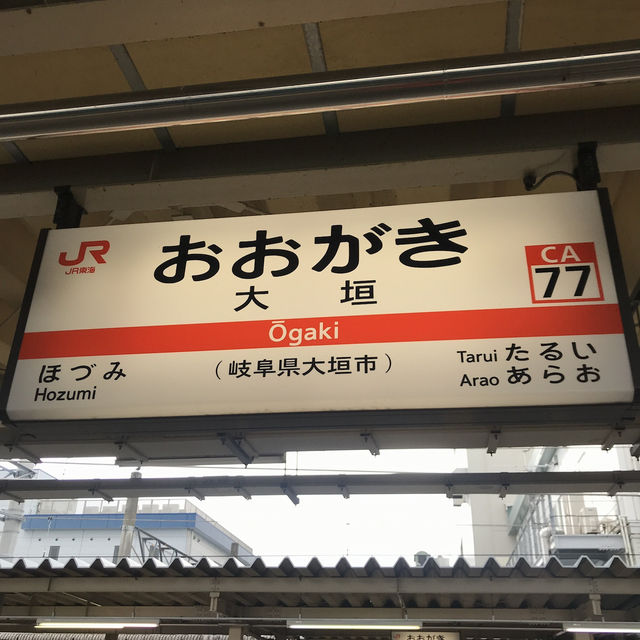 JR
JR東海
おおがき
大垣
CA
77
Ōgaki
ほづみ
Hozumi
（岐阜県大垣市）
Tarui たるい
Arao あらお
おおがき